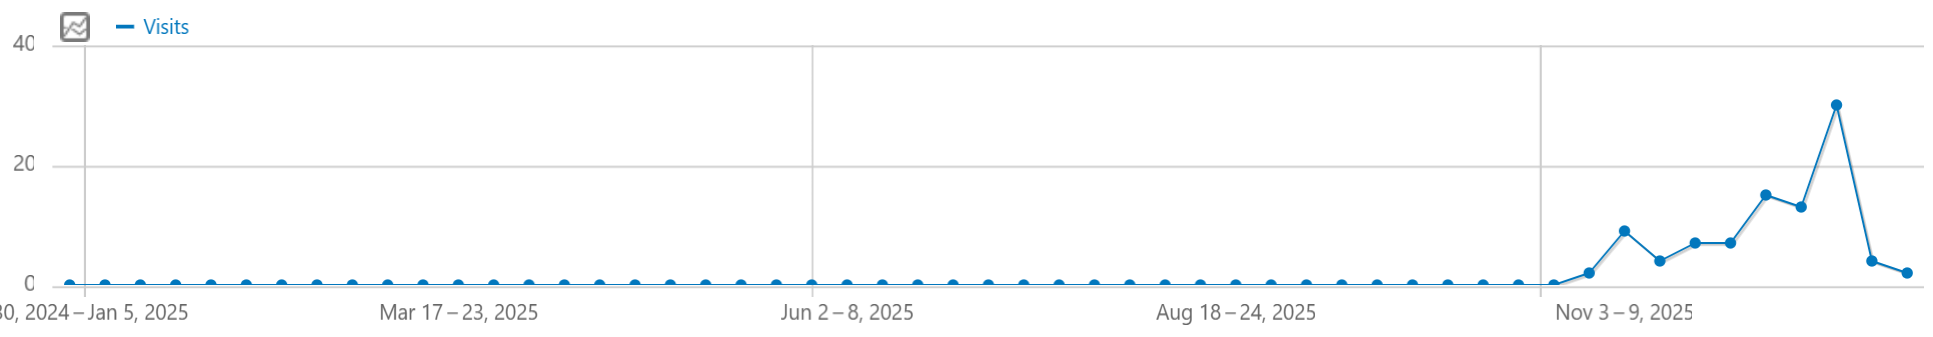 Visits
40
20
0
30, 2024 – Jan 5, 2025
Mar 17 – 23, 2025
Jun 2 – 8, 2025
Aug 18 – 24, 2025
Nov 3 – 9, 2025